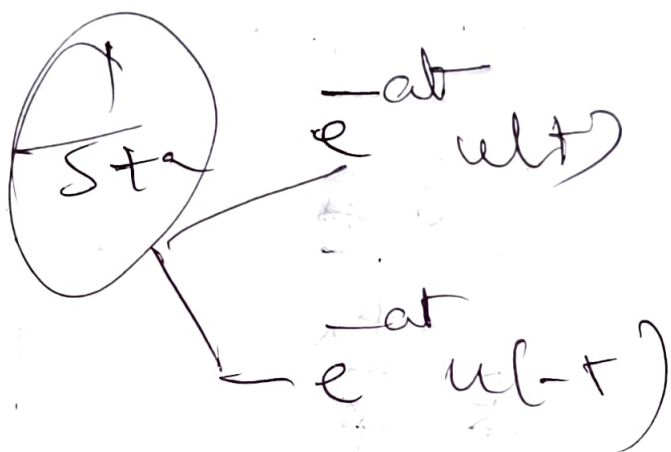 1/(s+a)
e^{-at} u(t)
-e^{-at} u(-t)